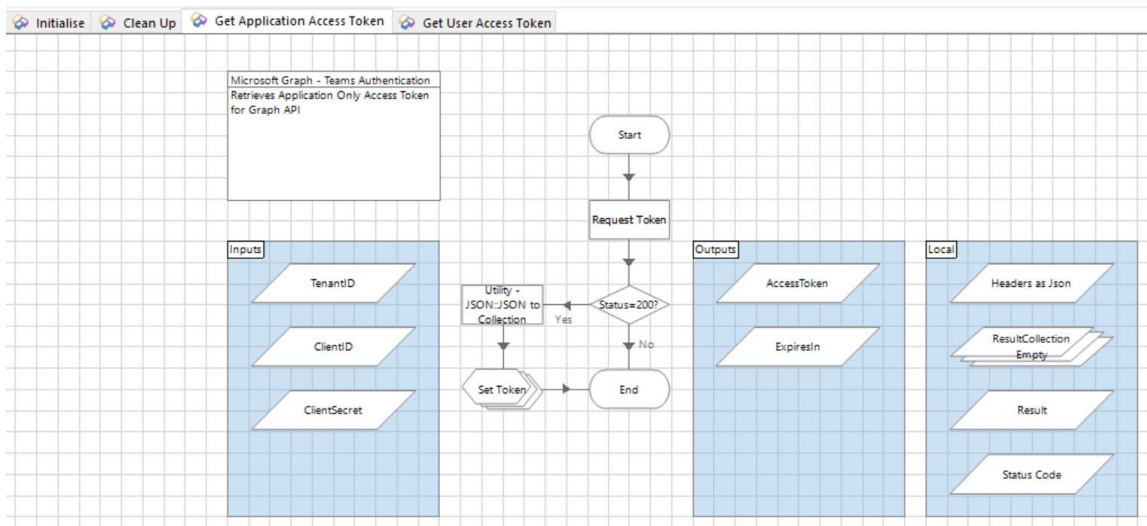 Initialise
Clean Up
Get Application Access Token
Get User Access Token
Microsoft Graph - Teams Authentication
Retrieves Application Only Access Token
for Graph API
Start
Request Token
Inputs
TenantID
ClientID
ClientSecret
Utility -
JSON::JSON to
Collection
Yes
Status=200?
No
Set Token
End
Outputs
AccessToken
ExpiresIn
Local
Headers as Json
ResultCollection
Empty
Result
Status Code